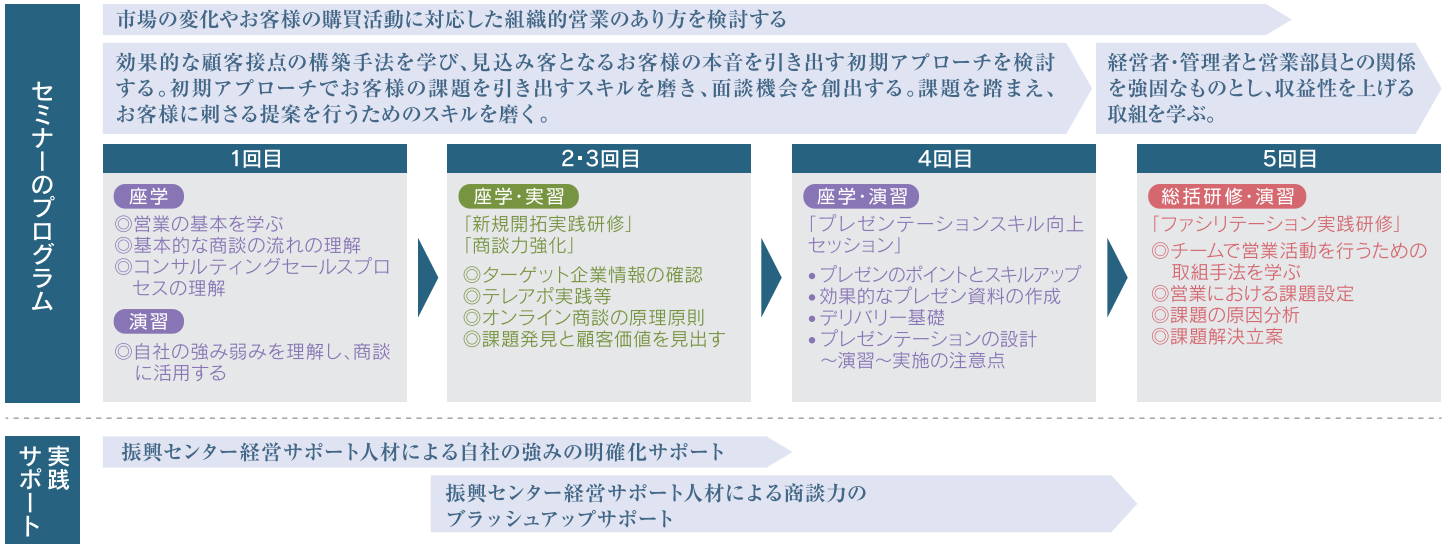 セミナーのプログラム
市場の変化やお客様の購買活動に対応した組織的営業のあり方を検討する
効果的な顧客接点の構築手法を学び、見込み客となるお客様の本音を引き出す初期アプローチを検討
する。初期アプローチでお客様の課題を引き出すスキルを磨き、面談機会を創出する。課題を踏まえ、
お客様に刺さる提案を行うためのスキルを磨く。
経営者・管理者と営業部員との関係
を強固なものとし、収益性を上げる
取組を学ぶ。
1回目
座学
◎営業の基本を学ぶ
◎基本的な商談の流れの理解
◎コンサルティングセールスプロ
セスの理解
演習
◎自社の強み弱みを理解し、商談
に活用する
2・3回目
座学・実習
「新規開拓実践研修」
「商談力強化」
◎ターゲット企業情報の確認
◎テレアポ実践等
◎オンライン商談の原理原則
◎課題発見と顧客価値を見出す
4回目
座学・演習
「プレゼンテーションスキル向上
セッション」
•プレゼンのポイントとスキルアップ
•効果的なプレゼン資料の作成
•デリバリー基礎
•プレゼンテーションの設計
～演習～実施の注意点
5回目
総括研修・演習
「ファシリテーション実践研修」
◎チームで営業活動を行うための
取組手法を学ぶ
◎営業における課題設定
◎課題の原因分析
◎課題解決立案
実践
サポート
振興センター経営サポート人材による自社の強みの明確化サポート
振興センター経営サポート人材による商談力の
ブラッシュアップサポート